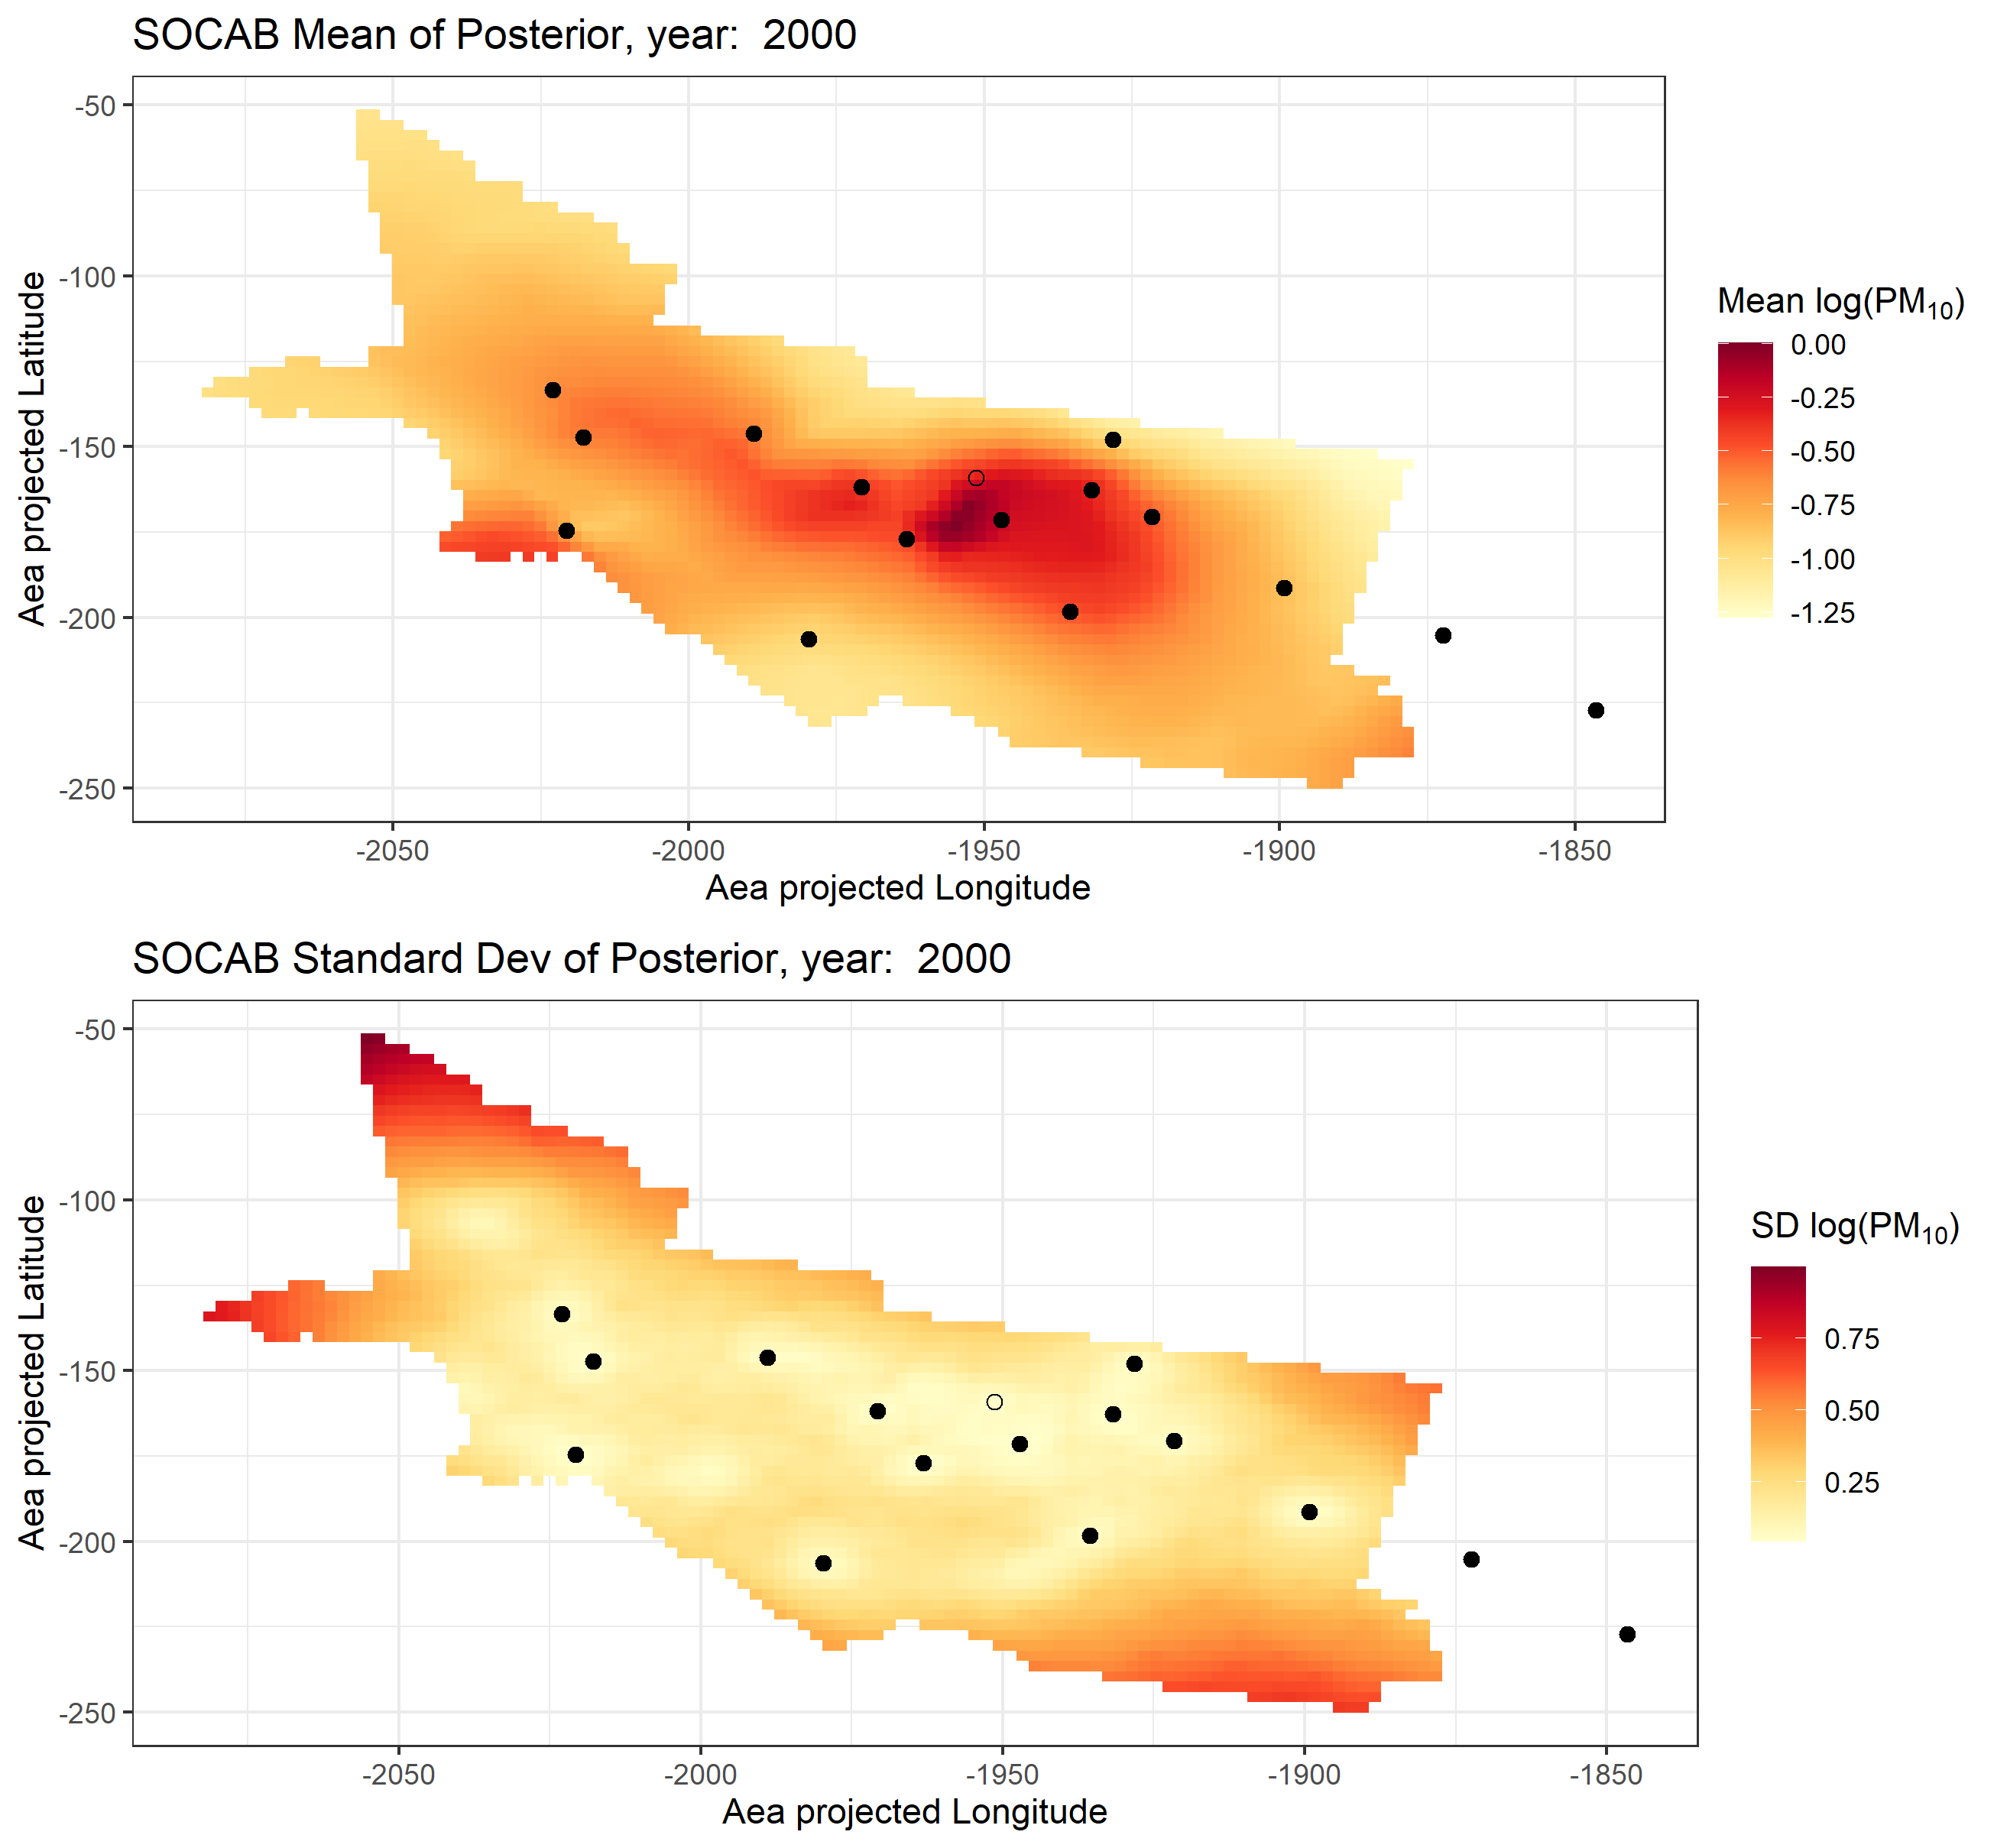 SOCAB Mean of Posterior, year:  2000
-50
-100
-150
-200
-250
Aea projected Latitude
-2050 -2000 -1950 -1900 -1850
Aea projected Longitude
Mean log(PM₁₀)
0.00
-0.25
-0.50
-0.75
-1.00
-1.25
SOCAB Standard Dev of Posterior, year:  2000
-50
-100
-150
-200
-250
Aea projected Latitude
-2050 -2000 -1950 -1900 -1850
Aea projected Longitude
SD log(PM₁₀)
0.75
0.50
0.25